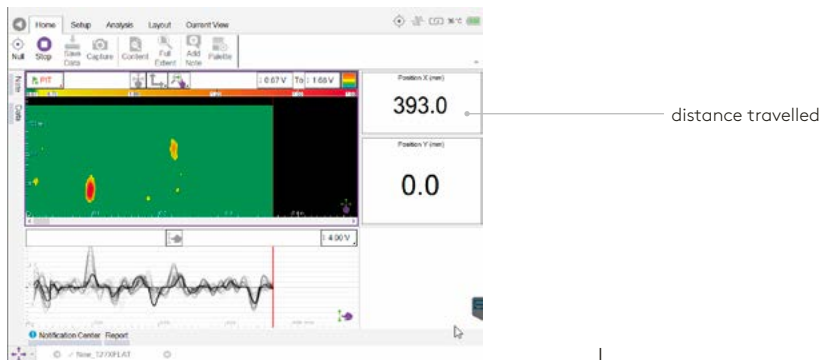 Home Setup Analysis Layout Current View
Null Stop Save Data Capture Content Full Extent Add Note Palette
FIT
0.67 V To 1.68 V
Position X (mm)
393.0
distance travelled
Position Y (mm)
0.0
4.00 V
Notification Center Report